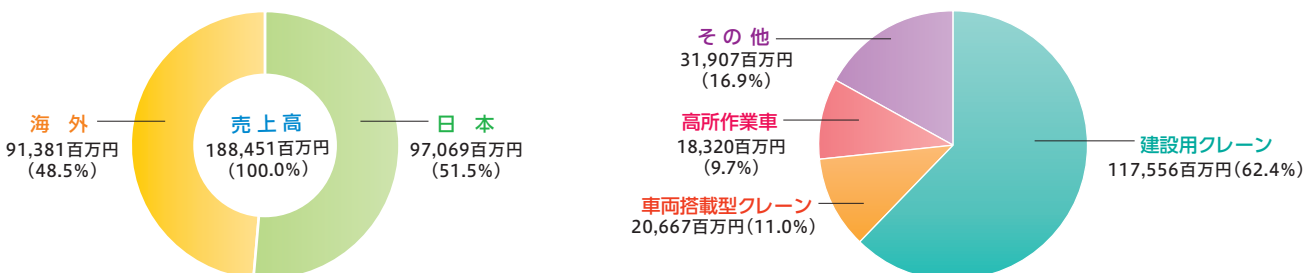 海外
91,381百万円
(48.5%)
売上高
188,451百万円
(100.0%)
日本
97,069百万円
(51.5%)
その他
31,907百万円
(16.9%)
高所作業車
18,320百万円
(9.7%)
車両搭載型クレーン
20,667百万円(11.0%)
建設用クレーン
117,556百万円(62.4%)